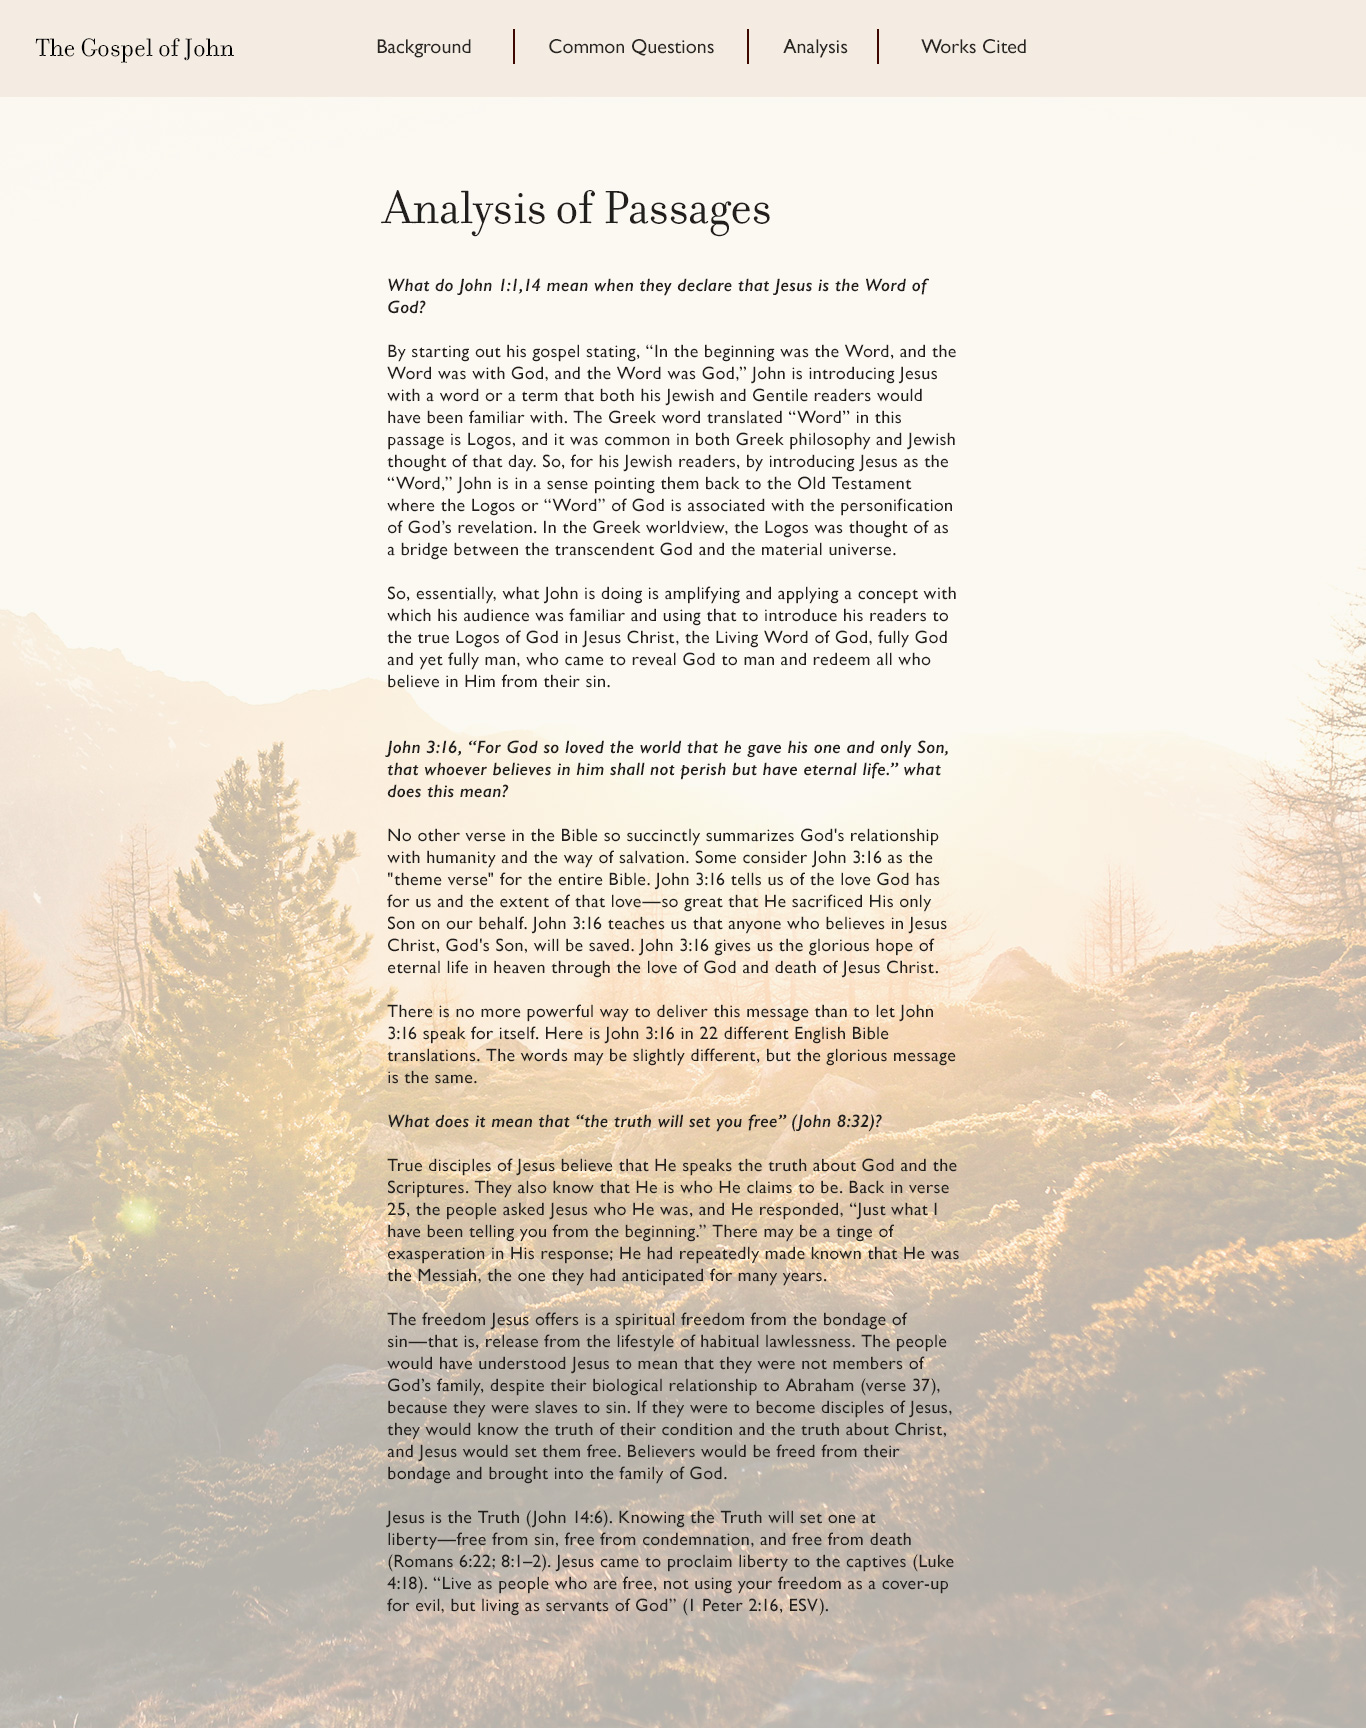 The Gospel of John
Background
Common Questions
Analysis
Works Cited
Analysis of Passages
What do John 1:1,14 mean when they declare that Jesus is the Word of
God?
By starting out his gospel stating, “In the beginning was the Word, and the
Word was with God, and the Word was God,” John is introducing Jesus
with a word or a term that both his Jewish and Gentile readers would
have been familiar with. The Greek word translated “Word” in this
passage is Logos, and it was common in both Greek philosophy and Jewish
thought of that day. So, for his Jewish readers, by introducing Jesus as the
“Word,” John is in a sense pointing them back to the Old Testament
where the Logos or “Word” of God is associated with the personification
of God’s revelation. In the Greek worldview, the Logos was thought of as
a bridge between the transcendent God and the material universe.
So, essentially, what John is doing is amplifying and applying a concept with
which his audience was familiar and using that to introduce his readers to
the true Logos of God in Jesus Christ, the Living Word of God, fully God
and yet fully man, who came to reveal God to man and redeem all who
believe in Him from their sin.
John 3:16, “For God so loved the world that he gave his one and only Son,
that whoever believes in him shall not perish but have eternal life.” what
does this mean?
No other verse in the Bible so succinctly summarizes God's relationship
with humanity and the way of salvation. Some consider John 3:16 as the
"theme verse" for the entire Bible. John 3:16 tells us of the love God has
for us and the extent of that love—so great that He sacrificed His only
Son on our behalf. John 3:16 teaches us that anyone who believes in Jesus
Christ, God's Son, will be saved. John 3:16 gives us the glorious hope of
eternal life in heaven through the love of God and death of Jesus Christ.
There is no more powerful way to deliver this message than to let John
3:16 speak for itself. Here is John 3:16 in 22 different English Bible
translations. The words may be slightly different, but the glorious message
is the same.
What does it mean that “the truth will set you free” (John 8:32)?
True disciples of Jesus believe that He speaks the truth about God and the
Scriptures. They also know that He is who He claims to be. Back in verse
25, the people asked Jesus who He was, and He responded, “Just what I
have been telling you from the beginning.” There may be a tinge of
exasperation in His response; He had repeatedly made known that He was
the Messiah, the one they had anticipated for many years.
The freedom Jesus offers is a spiritual freedom from the bondage of
sin—that is, release from the lifestyle of habitual lawlessness. The people
would have understood Jesus to mean that they were not members of
God’s family, despite their biological relationship to Abraham (verse 37),
because they were slaves to sin. If they were to become disciples of Jesus,
they would know the truth of their condition and the truth about Christ,
and Jesus would set them free. Believers would be freed from their
bondage and brought into the family of God.
Jesus is the Truth (John 14:6). Knowing the Truth will set one at
liberty—free from sin, free from condemnation, and free from death
(Romans 6:22; 8:1–2). Jesus came to proclaim liberty to the captives (Luke
4:18). “Live as people who are free, not using your freedom as a cover-up
for evil, but living as servants of God” (1 Peter 2:16, ESV).